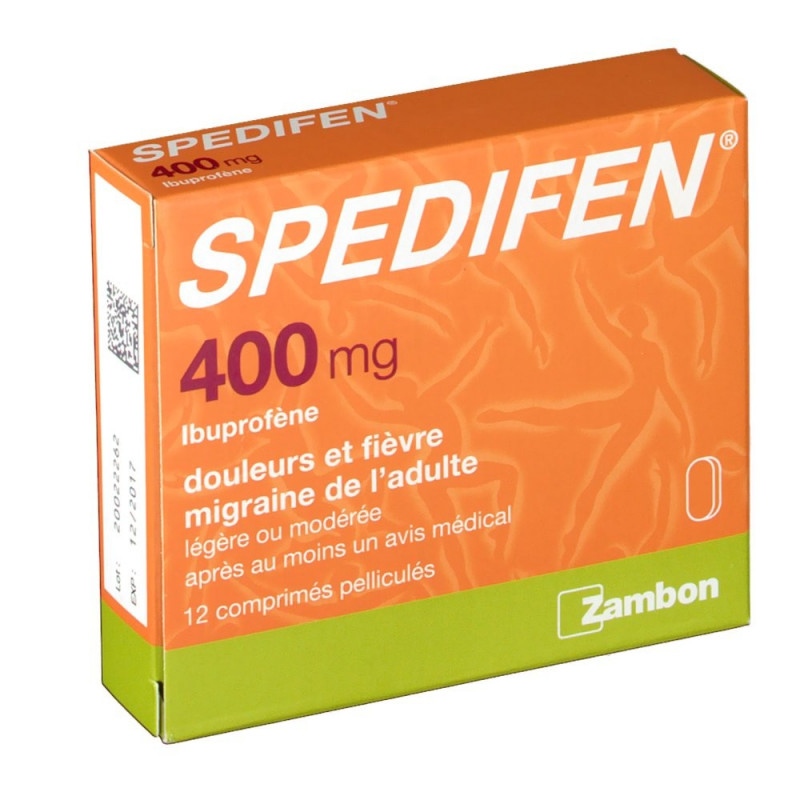 SPEDIFEN®
400 mg
Ibuprofène
SPEDIFEN®
400 mg
Ibuprofène
douleurs et fièvre
migraine de l'adulte
légère ou modérée
après au moins un avis médical
12 comprimés pelliculés
Zambon
Lot: 20022262
EXP: 12/2017